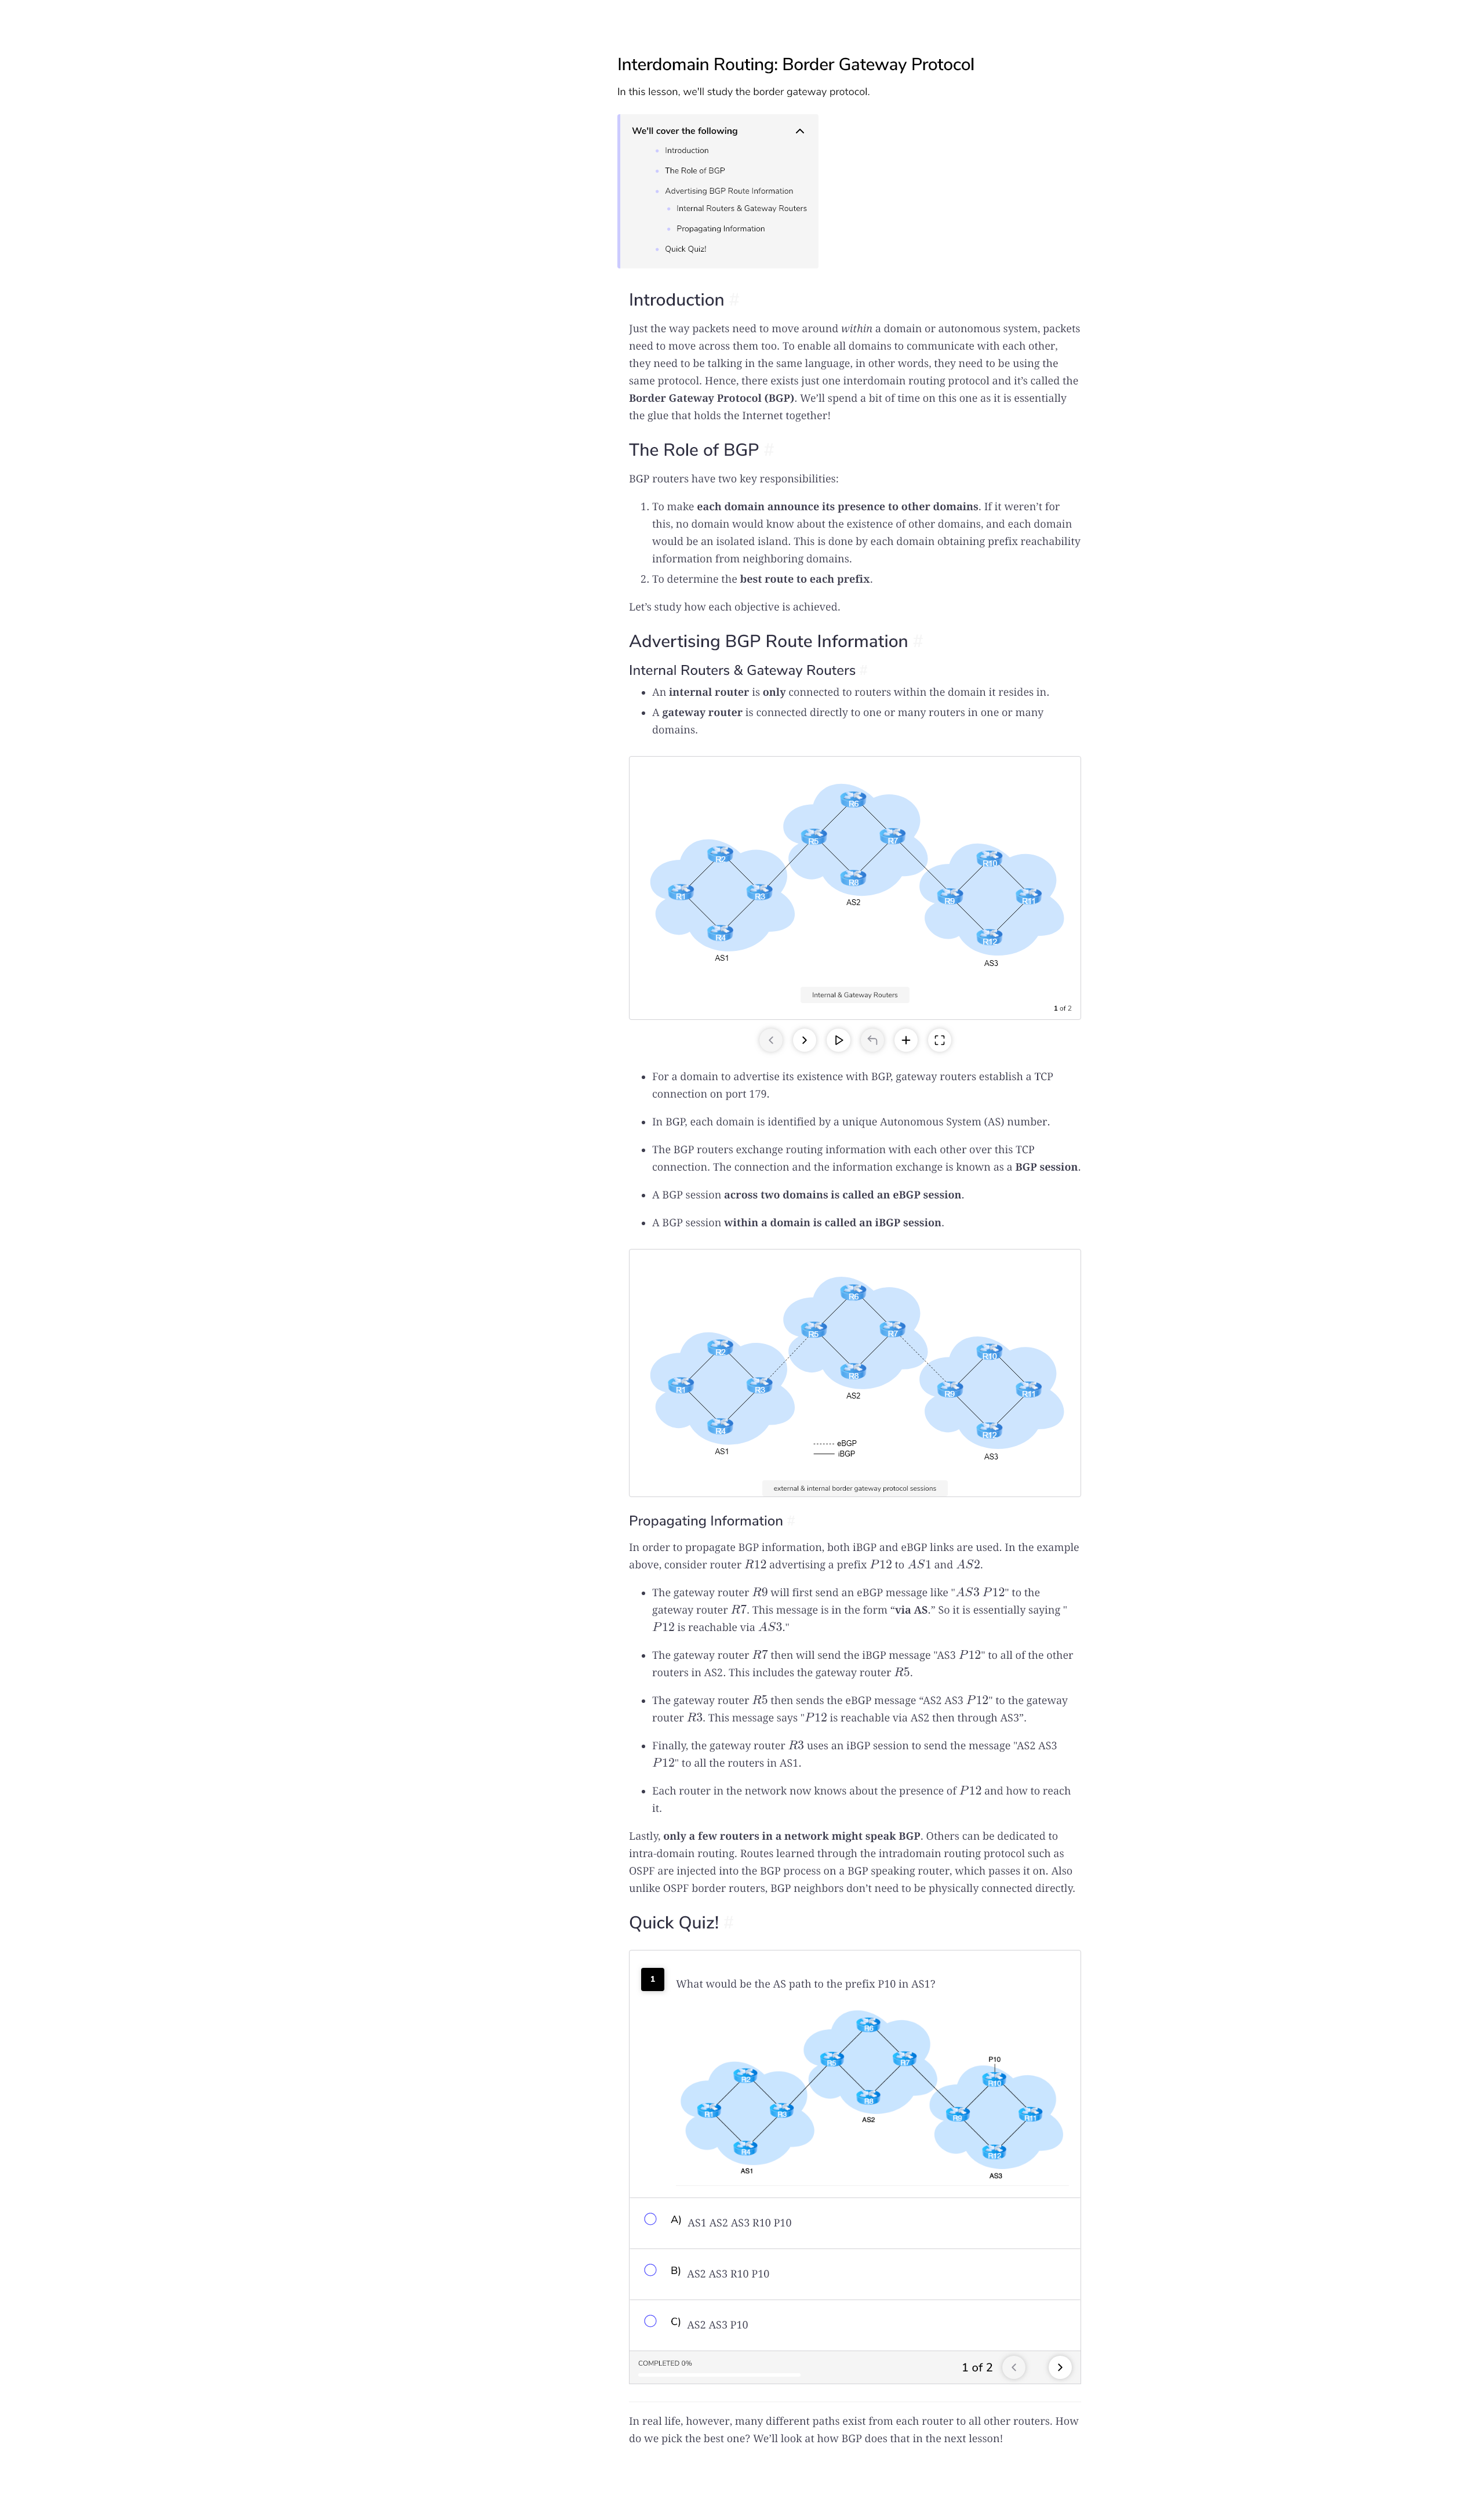 Interdomain Routing: Border Gateway Protocol
In this lesson, we'll study the border gateway protocol.
We'll cover the following
Introduction
The Role of BGP
Advertising BGP Route Information
Internal Routers & Gateway Routers
Propagating Information
Quick Quiz!
Introduction #
Just the way packets need to move around within a domain or autonomous system, packets
need to move across them too. To enable all domains to communicate with each other,
they need to be talking in the same language, in other words, they need to be using the
same protocol. Hence, there exists just one interdomain routing protocol and it's called the
Border Gateway Protocol (BGP). We'll spend a bit of time on this one as it is essentially
the glue that holds the Internet together!
The Role of BGP #
BGP routers have two key responsibilities:
1. To make each domain announce its presence to other domains. If it weren't for
this, no domain would know about the existence of other domains, and each domain
would be an isolated island. This is done by each domain obtaining prefix reachability
information from neighboring domains.
2. To determine the best route to each prefix.
Let's study how each objective is achieved.
Advertising BGP Route Information #
Internal Routers & Gateway Routers #
• An internal router is only connected to routers within the domain it resides in.
• A gateway router is connected directly to one or many routers in one or many
domains.
R6
R5
R7
R2
R10
R8
R1
R3
R9
R11
AS2
R4
R12
AS1
AS3
Internal & Gateway Routers
1 of 2
• For a domain to advertise its existence with BGP, gateway routers establish a TCP
connection on port 179.
• In BGP, each domain is identified by a unique Autonomous System (AS) number.
• The BGP routers exchange routing information with each other over this TCP
connection. The connection and the information exchange is known as a BGP session.
• A BGP session across two domains is called an eBGP session.
• A BGP session within a domain is called an iBGP session.
R6
R5
R7
R2
R10
R8
R1
R3
R9
R11
AS2
R4
R12
eBGP
AS1
iBGP
AS3
external & internal border gateway protocol sessions
Propagating Information #
In order to propagate BGP information, both iBGP and eBGP links are used. In the example
above, consider router R12 advertising a prefix P12 to AS1 and AS2.
• The gateway router R9 will first send an eBGP message like "AS3 P12" to the
gateway router R7. This message is in the form “via AS.” So it is essentially saying "
P12 is reachable via AS3."
• The gateway router R7 then will send the iBGP message "AS3 P12" to all of the other
routers in AS2. This includes the gateway router R5.
• The gateway router R5 then sends the eBGP message “AS2 AS3 P12" to the gateway
router R3. This message says "P12 is reachable via AS2 then through AS3”.
• Finally, the gateway router R3 uses an iBGP session to send the message "AS2 AS3
P12" to all the routers in AS1.
• Each router in the network now knows about the presence of P12 and how to reach
it.
Lastly, only a few routers in a network might speak BGP. Others can be dedicated to
intra-domain routing. Routes learned through the intradomain routing protocol such as
OSPF are injected into the BGP process on a BGP speaking router, which passes it on. Also
unlike OSPF border routers, BGP neighbors don't need to be physically connected directly.
Quick Quiz! #
1
What would be the AS path to the prefix P10 in AS1?
R6
R5
R7
P10
R2
R10
R8
R1
R3
R9
R11
AS2
R4
R12
AS1
AS3
A) AS1 AS2 AS3 R10 P10
B) AS2 AS3 R10 P10
C) AS2 AS3 P10
COMPLETED 0%
1 of 2
In real life, however, many different paths exist from each router to all other routers. How
do we pick the best one? We'll look at how BGP does that in the next lesson!